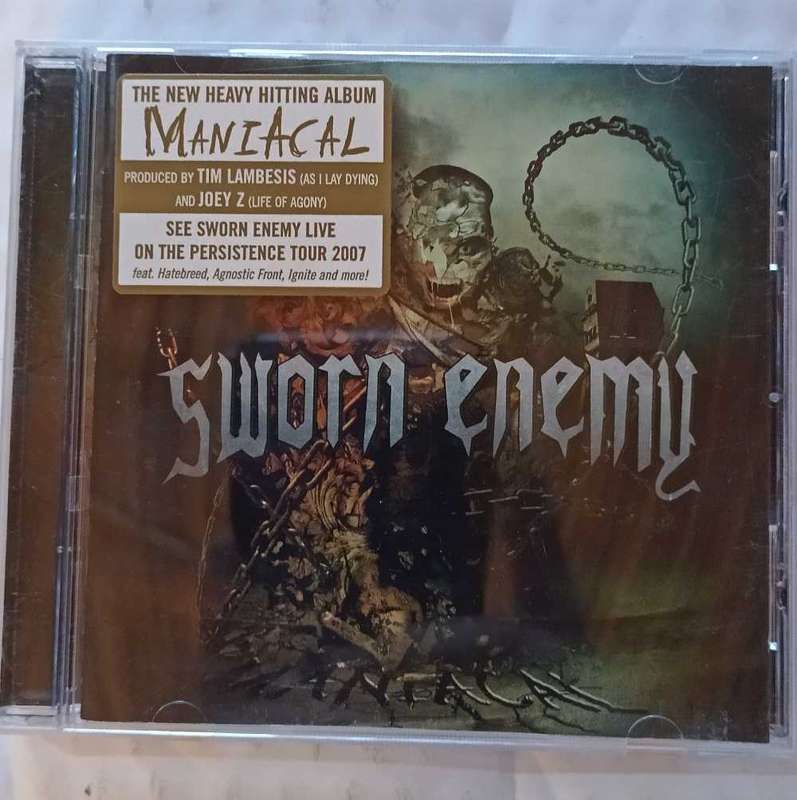 THE NEW HEAVY HITTING ALBUM
MANIACAL
PRODUCED BY TIM LAMBESIS (AS I LAY DYING)
AND JOEY Z (LIFE OF AGONY)
SEE SWORN ENEMY LIVE
ON THE PERSISTENCE TOUR 2007
feat. Hatebreed, Agnostic Front, Ignite and more!
sworn enemy
MANIACAL